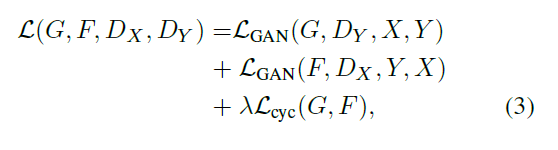 ℒ(G, F, D_X, D_Y) = ℒ_GAN(G, D_Y, X, Y)
+ ℒ_GAN(F, D_X, Y, X)
+ λℒ_cyc(G, F), (3)